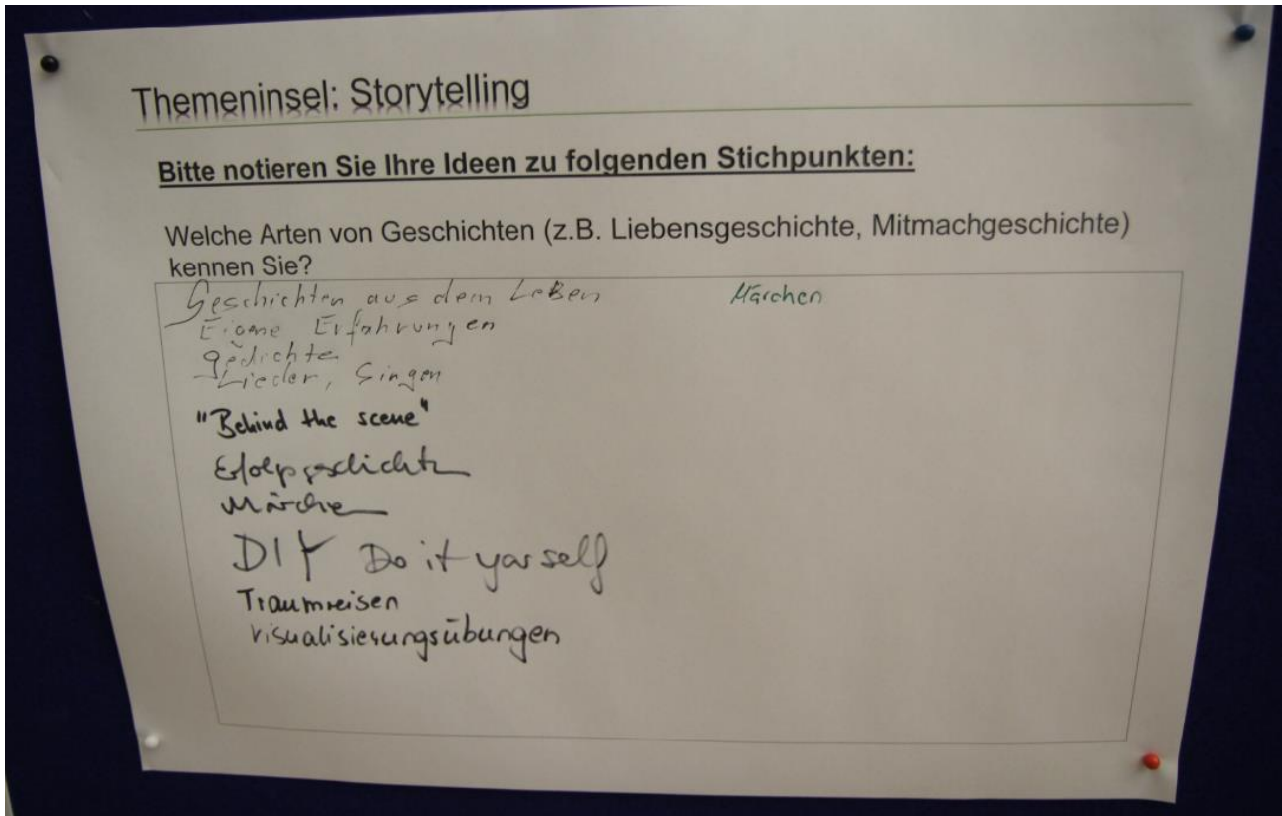 Themeninsel: Storytelling
Bitte notieren Sie Ihre Ideen zu folgenden Stichpunkten:
Welche Arten von Geschichten (z.B. Liebensgeschichte, Mitmachgeschichte)
kennen Sie?
Geschichten aus dem Leben
Märchen
Eigene Erfahrungen
gedichte
Lieder, Singen
"Behind the scene"
Erfolgsgeschichte
Märchen
DIY Do it yorself
Traumreisen
Visualisierungsübungen